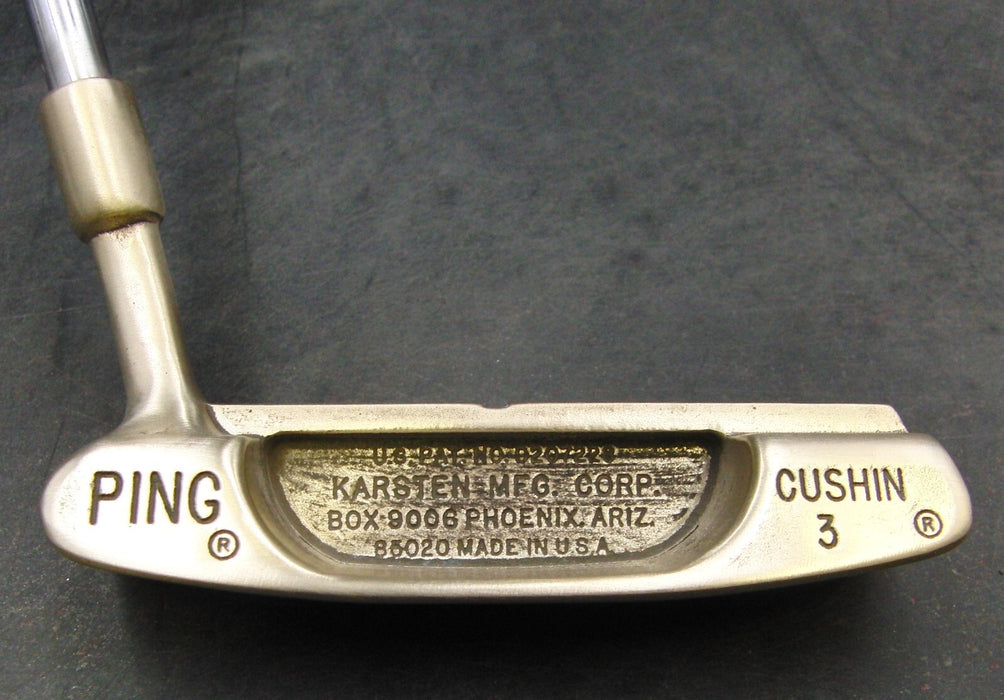 PING
®
U.S. PAT. NO.
KARSTEN MFG. CORP.
BOX 9006 PHOENIX. ARIZ.
85020 MADE IN U S A
CUSHIN
3
®